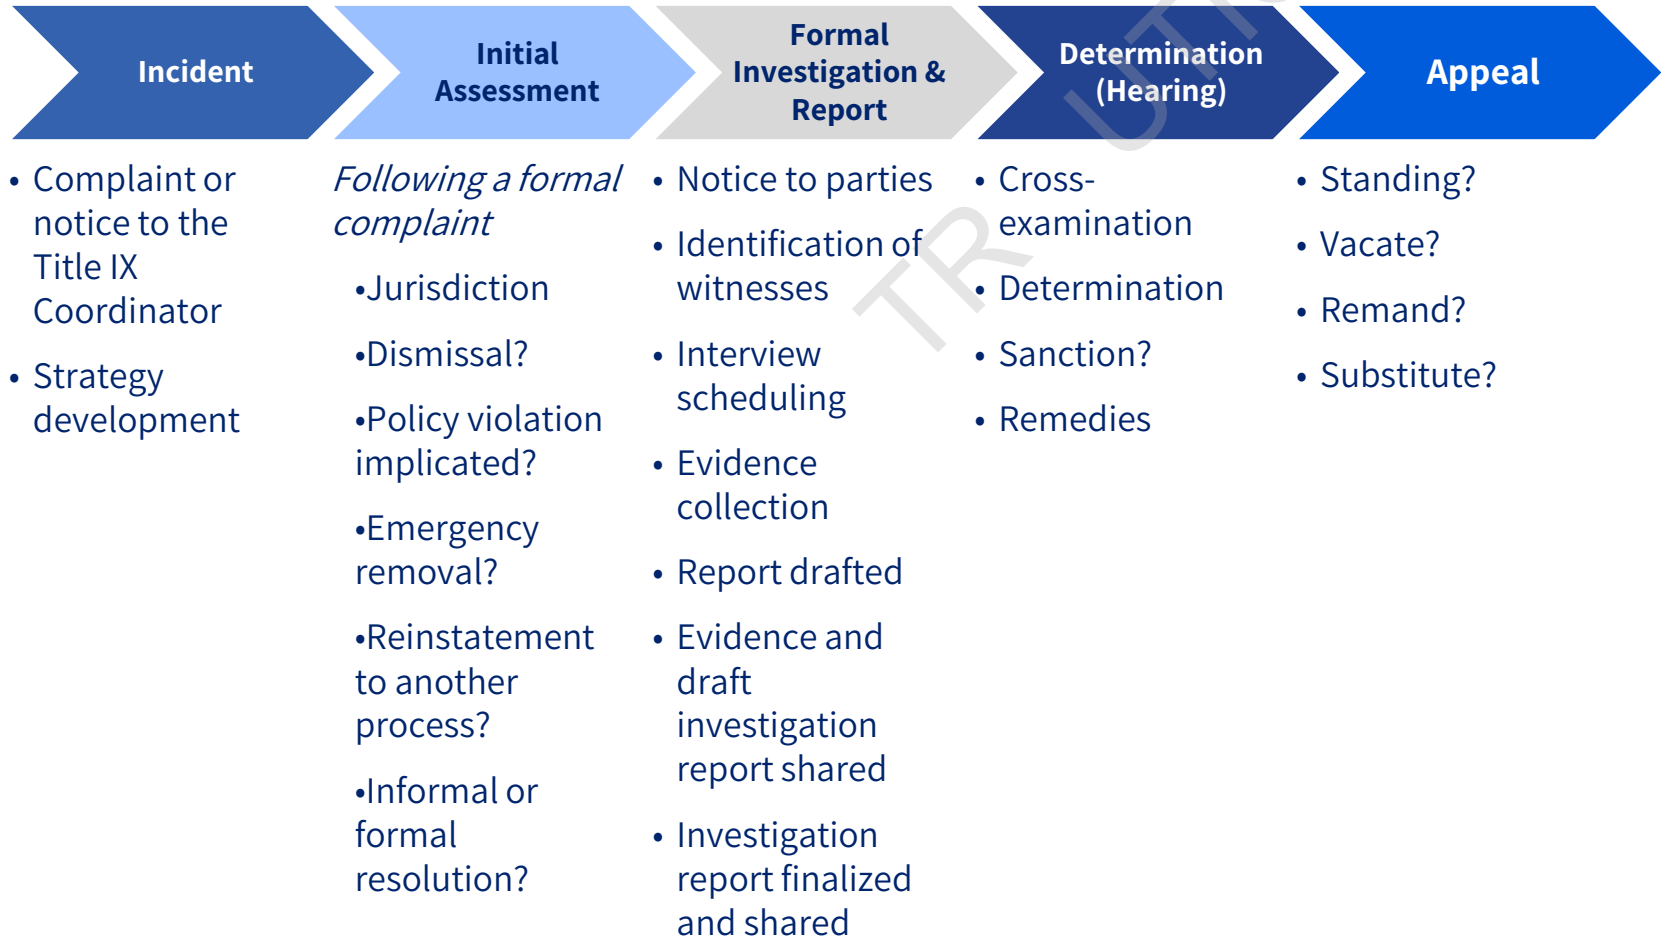 Incident
Initial
Assessment
Formal
Investigation &
Report
Determination
(Hearing)
Appeal
• Complaint or
notice to the
Title IX
Coordinator
• Strategy
development
Following a formal
complaint
•Jurisdiction
•Dismissal?
•Policy violation
implicated?
•Emergency
removal?
•Reinstatement
to another
process?
•Informal or
formal
resolution?
• Notice to parties
• Identification of
witnesses
• Interview
scheduling
• Evidence
collection
• Report drafted
• Evidence and
draft
investigation
report shared
• Investigation
report finalized
and shared
• Cross-
examination
• Determination
• Sanction?
• Remedies
• Standing?
• Vacate?
• Remand?
• Substitute?
TR